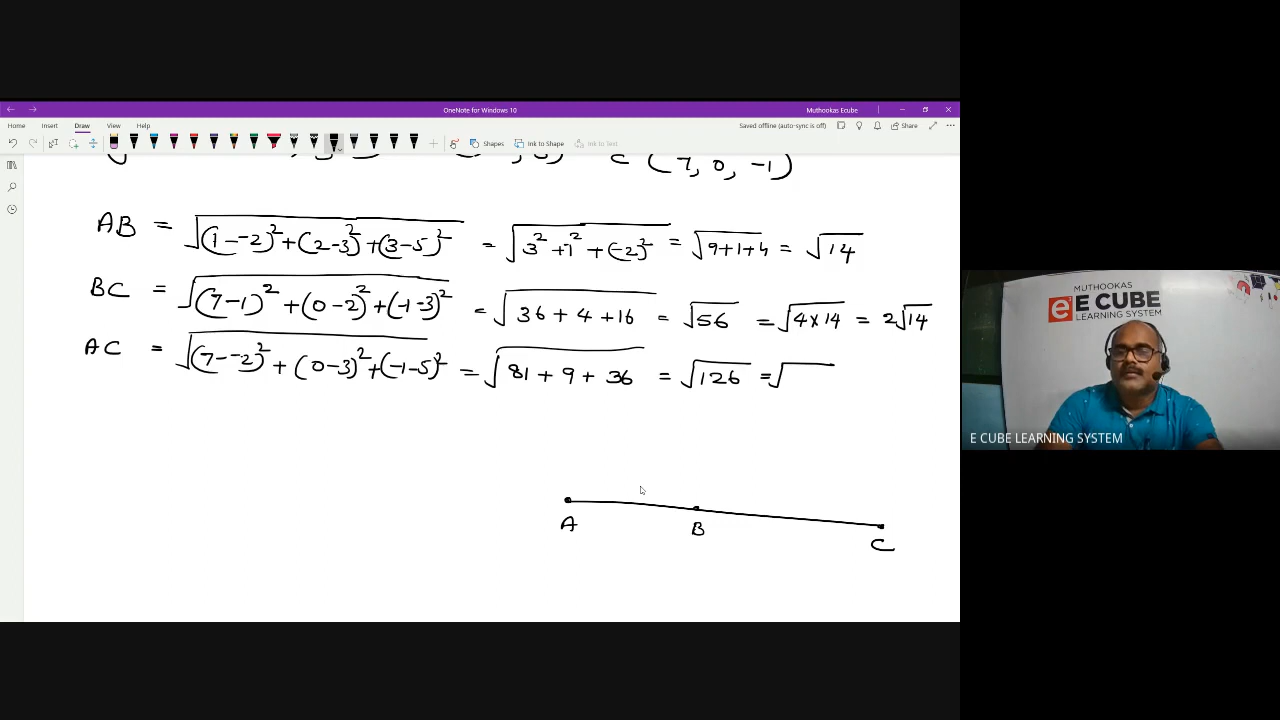 OneNote for Windows 10
Muthookas Ecube
Home Insert Draw View Help
Saved offline (auto-sync is off) Share
Shapes Ink to Shape Ink to Text
C (7, 0, -1)
AB = √(1--2)²+(2-3)²+(3-5)² = √3²+1²+(-2)² = √9+1+4 = √14
BC = √(7-1)²+(0-2)²+(-1-3)² = √36+4+16 = √56 = √4×14 = 2√14
AC = √(7--2)²+(0-3)²+(-1-5)² = √81+9+36 = √126 = √
A B C
MUTHOOKAS
e E CUBE
LEARNING SYSTEM
E CUBE LEARNING SYSTEM